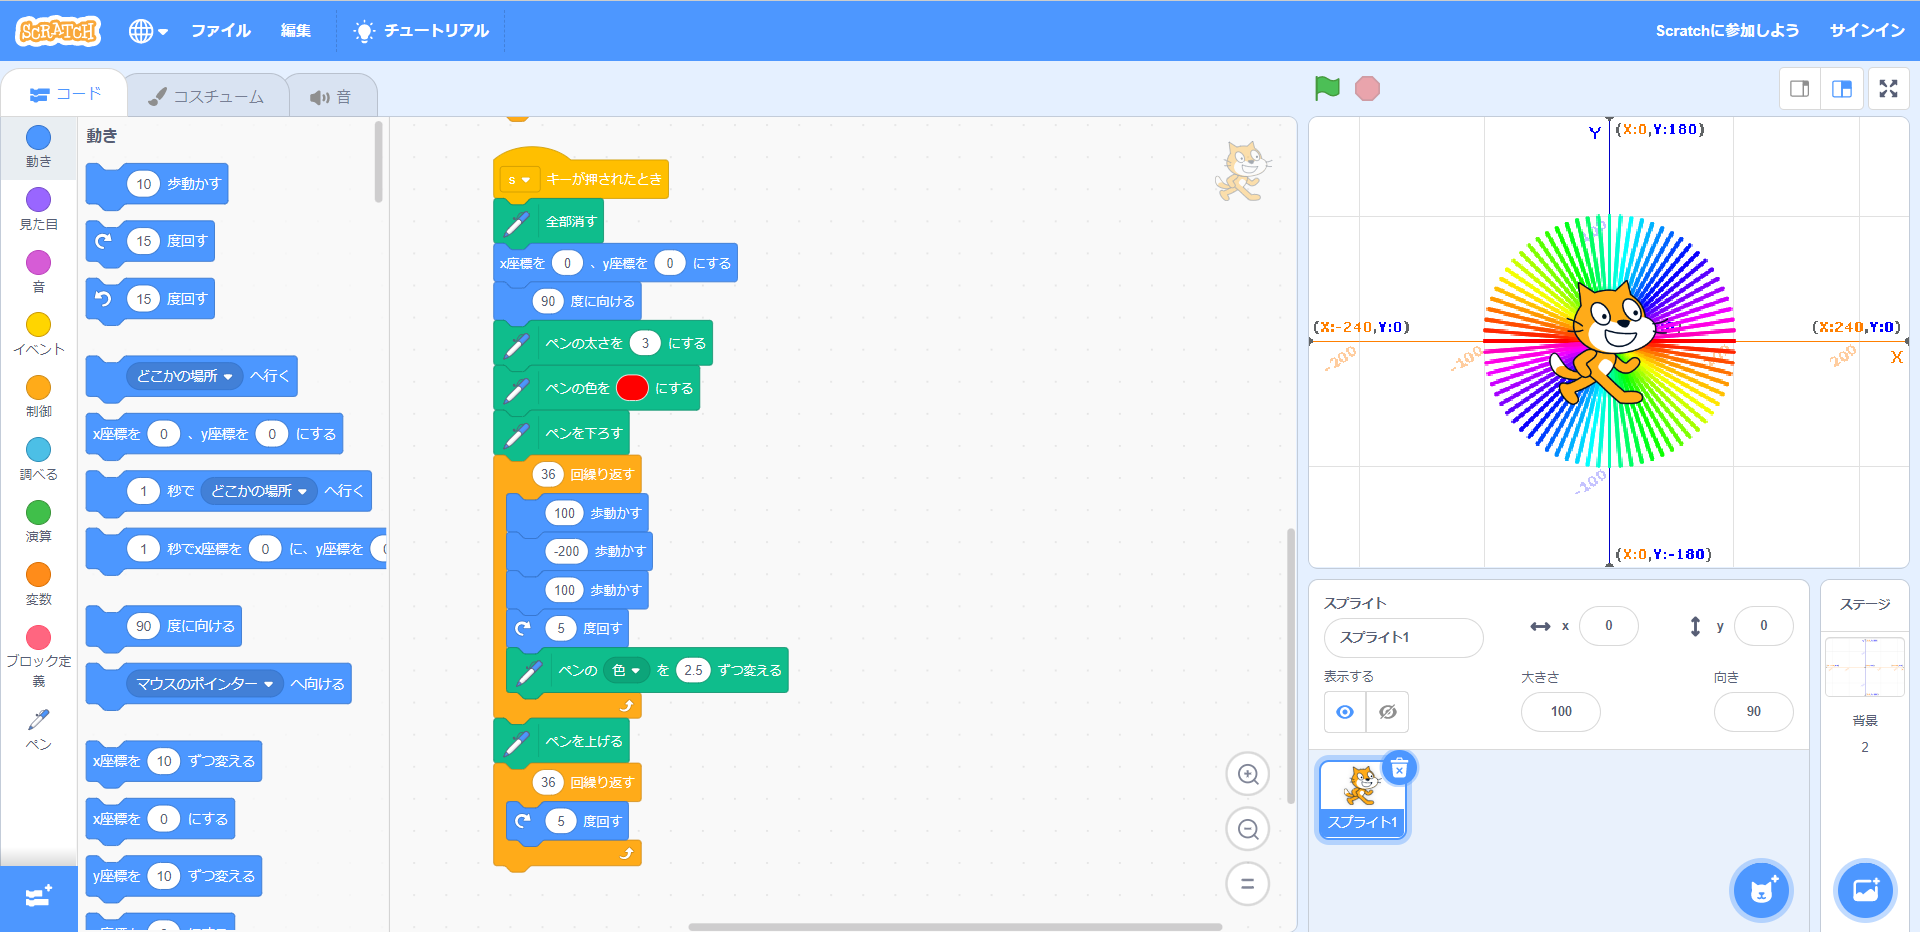 SCRATCH
ファイル
編集
チュートリアル
Scratchに参加しよう
サインイン
コード
コスチューム
音
動き
見た目
音
イベント
制御
調べる
演算
変数
ブロック定義
ペン
動き
10 歩動かす
15 度回す
15 度回す
どこかの場所 へ行く
x座標を 0 、y座標を 0 にする
1 秒で どこかの場所 へ行く
1 秒でx座標を 0 に、y座標を
90 度に向ける
マウスのポインター へ向ける
x座標を 10 ずつ変える
x座標を 0 にする
y座標を 10 ずつ変える
s キーが押されたとき
全部消す
x座標を 0 、y座標を 0 にする
90 度に向ける
ペンの太さを 3 にする
ペンの色を にする
ペンを下ろす
36 回繰り返す
100 歩動かす
-200 歩動かす
100 歩動かす
5 度回す
ペンの 色 を 2.5 ずつ変える
ペンを上げる
36 回繰り返す
5 度回す
Y (X:0,Y:180)
(X:-240,Y:0)
(X:240,Y:0)
-200
-100
200
X
-100
(X:0,Y:-180)
スプライト
スプライト1
x 0
y 0
表示する
大きさ
100
向き
90
スプライト1
ステージ
背景
2